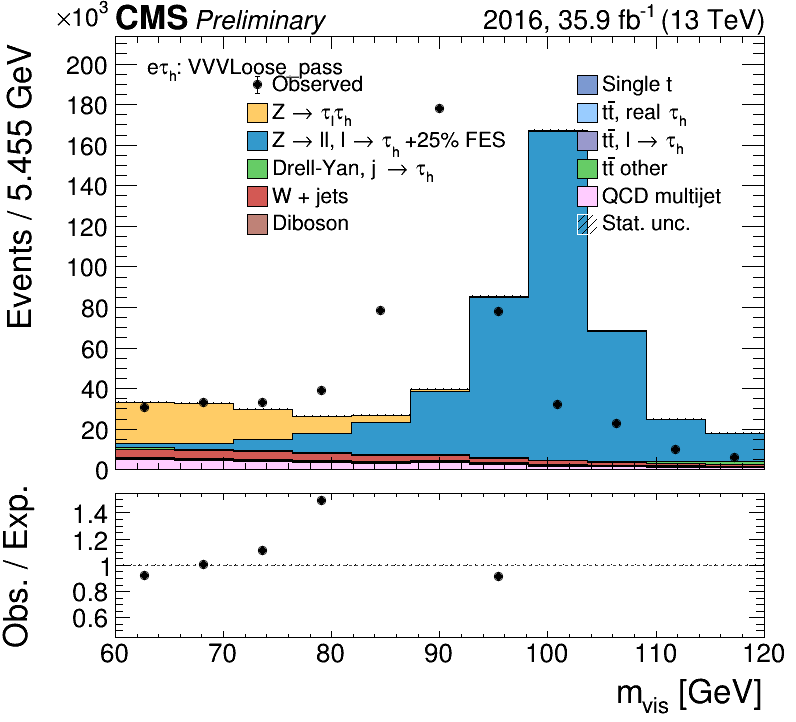 ×10³ CMS Preliminary 2016, 35.9 fb⁻¹ (13 TeV)
eτₕ: VVVLoose_pass
Observed
Z → τₗτₕ
Z → ll, l → τₕ +25% FES
Drell-Yan, j → τₕ
W + jets
Diboson
Single t
tt̄, real τₕ
tt̄, l → τₕ
tt̄ other
QCD multijet
Stat. unc.
Events / 5.455 GeV
200
180
160
140
120
100
80
60
40
20
0
Obs. / Exp.
1.4
1.2
1
0.8
0.6
60 70 80 90 100 110 120
m_vis [GeV]